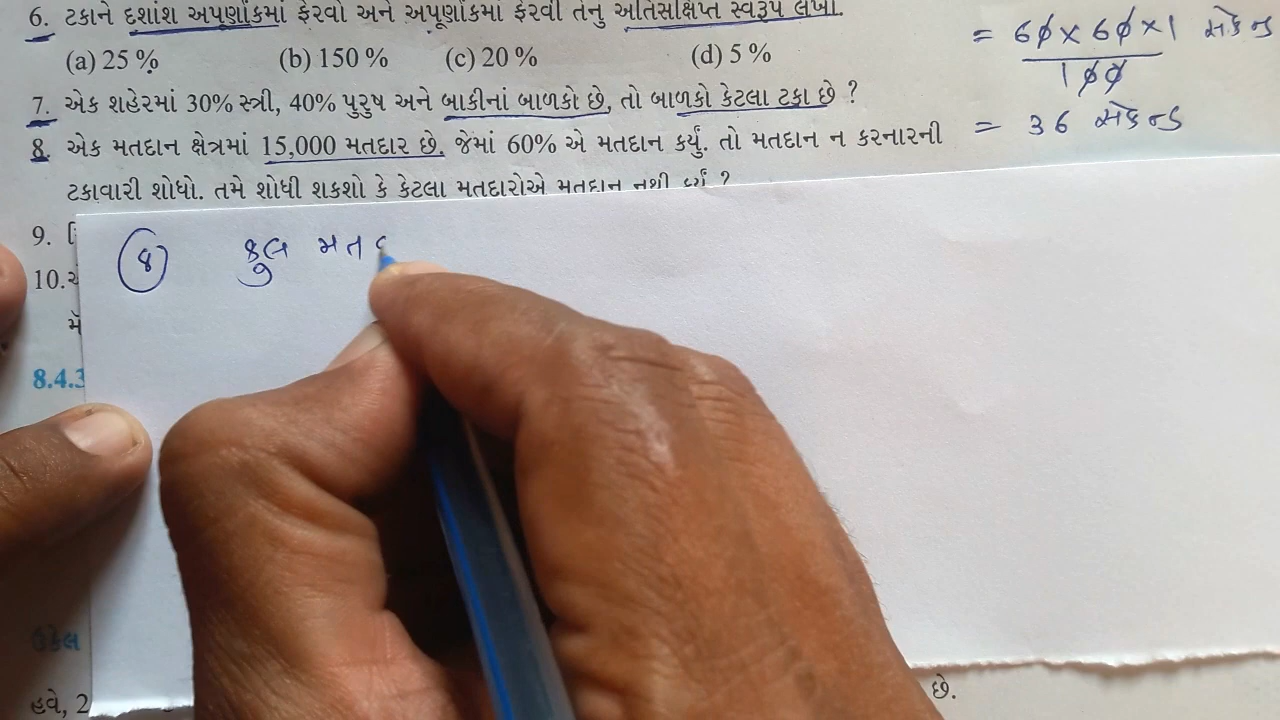 6. ટકાને દશાંશ અપૂર્ણાંકમાં ફેરવો અને અપૂર્ણાંકમાં ફેરવી તેનું અતિસંક્ષિપ્ત સ્વરૂપ લખો.
(a) 25 % (b) 150 % (c) 20 % (d) 5 %
7. એક શહેરમાં 30% સ્ત્રી, 40% પુરુષ અને બાકીનાં બાળકો છે, તો બાળકો કેટલા ટકા છે ?
8. એક મતદાન ક્ષેત્રમાં 15,000 મતદાર છે. જેમાં 60% એ મતદાન કર્યું. તો મતદાન ન કરનારની
ટકાવારી શોધો. તમે શોધી શકશો કે કેટલા મતદારોએ મતદાન નથી કર્યું ?
= 60 × 60 × 1 સેકન્ડ
100
= 36 સેકન્ડ
9.
10.
8.4.3
ઉકેલ
હવે, 2
છે.
8 કુલ મત